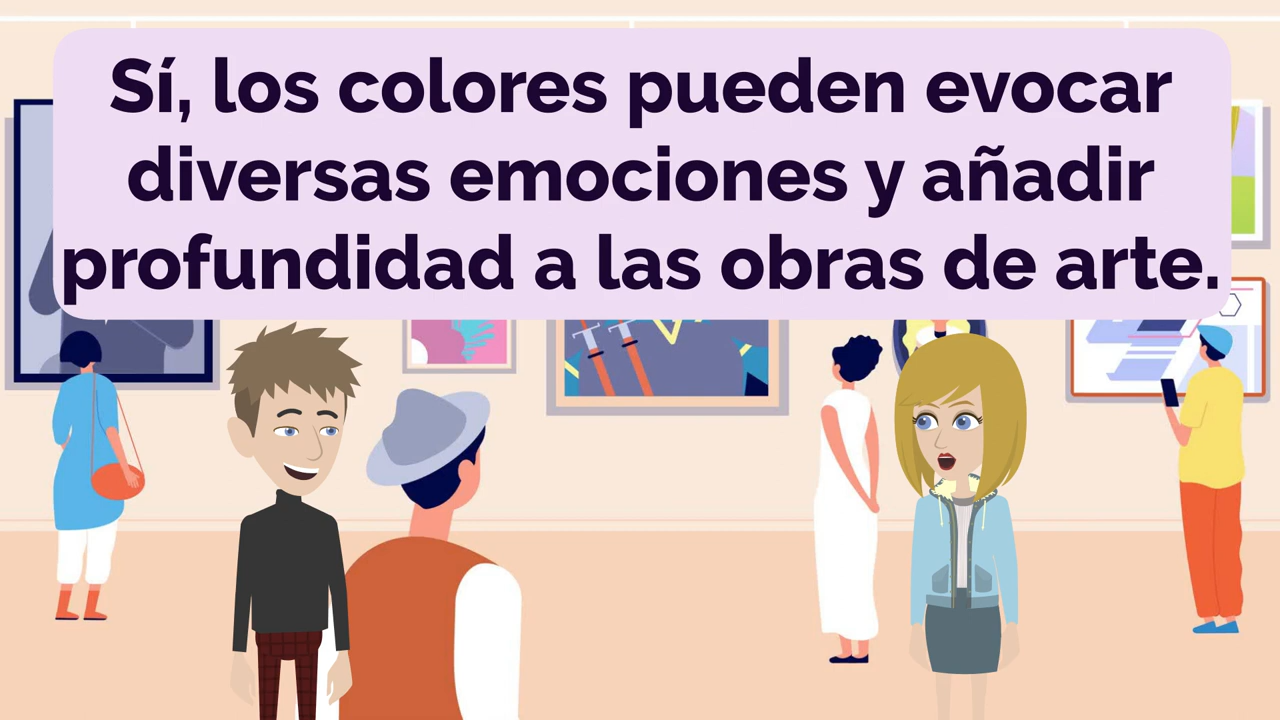 Sí, los colores pueden evocar
diversas emociones y añadir
profundidad a las obras de arte.